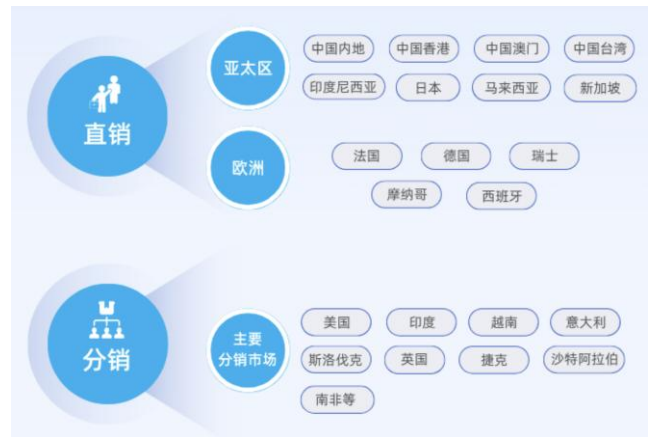 直销
亚太区
中国内地 中国香港 中国澳门 中国台湾
印度尼西亚 日本 马来西亚 新加坡
欧洲
法国 德国 瑞士
摩纳哥 西班牙
分销
主要
分销市场
美国 印度 越南 意大利
斯洛伐克 英国 捷克 沙特阿拉伯
南非等